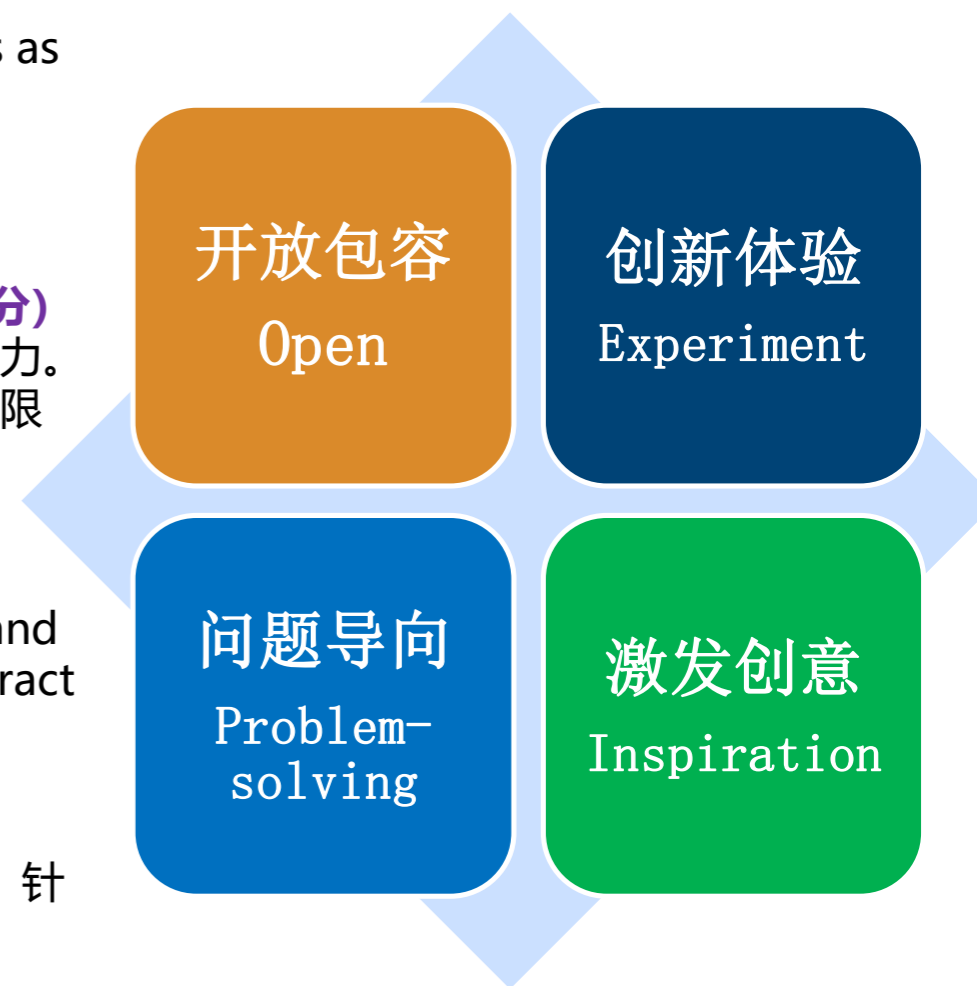 s as
分)
力。
限
and
ract
针
开放包容
Open
创新体验
Experiment
问题导向
Problem-
solving
激发创意
Inspiration